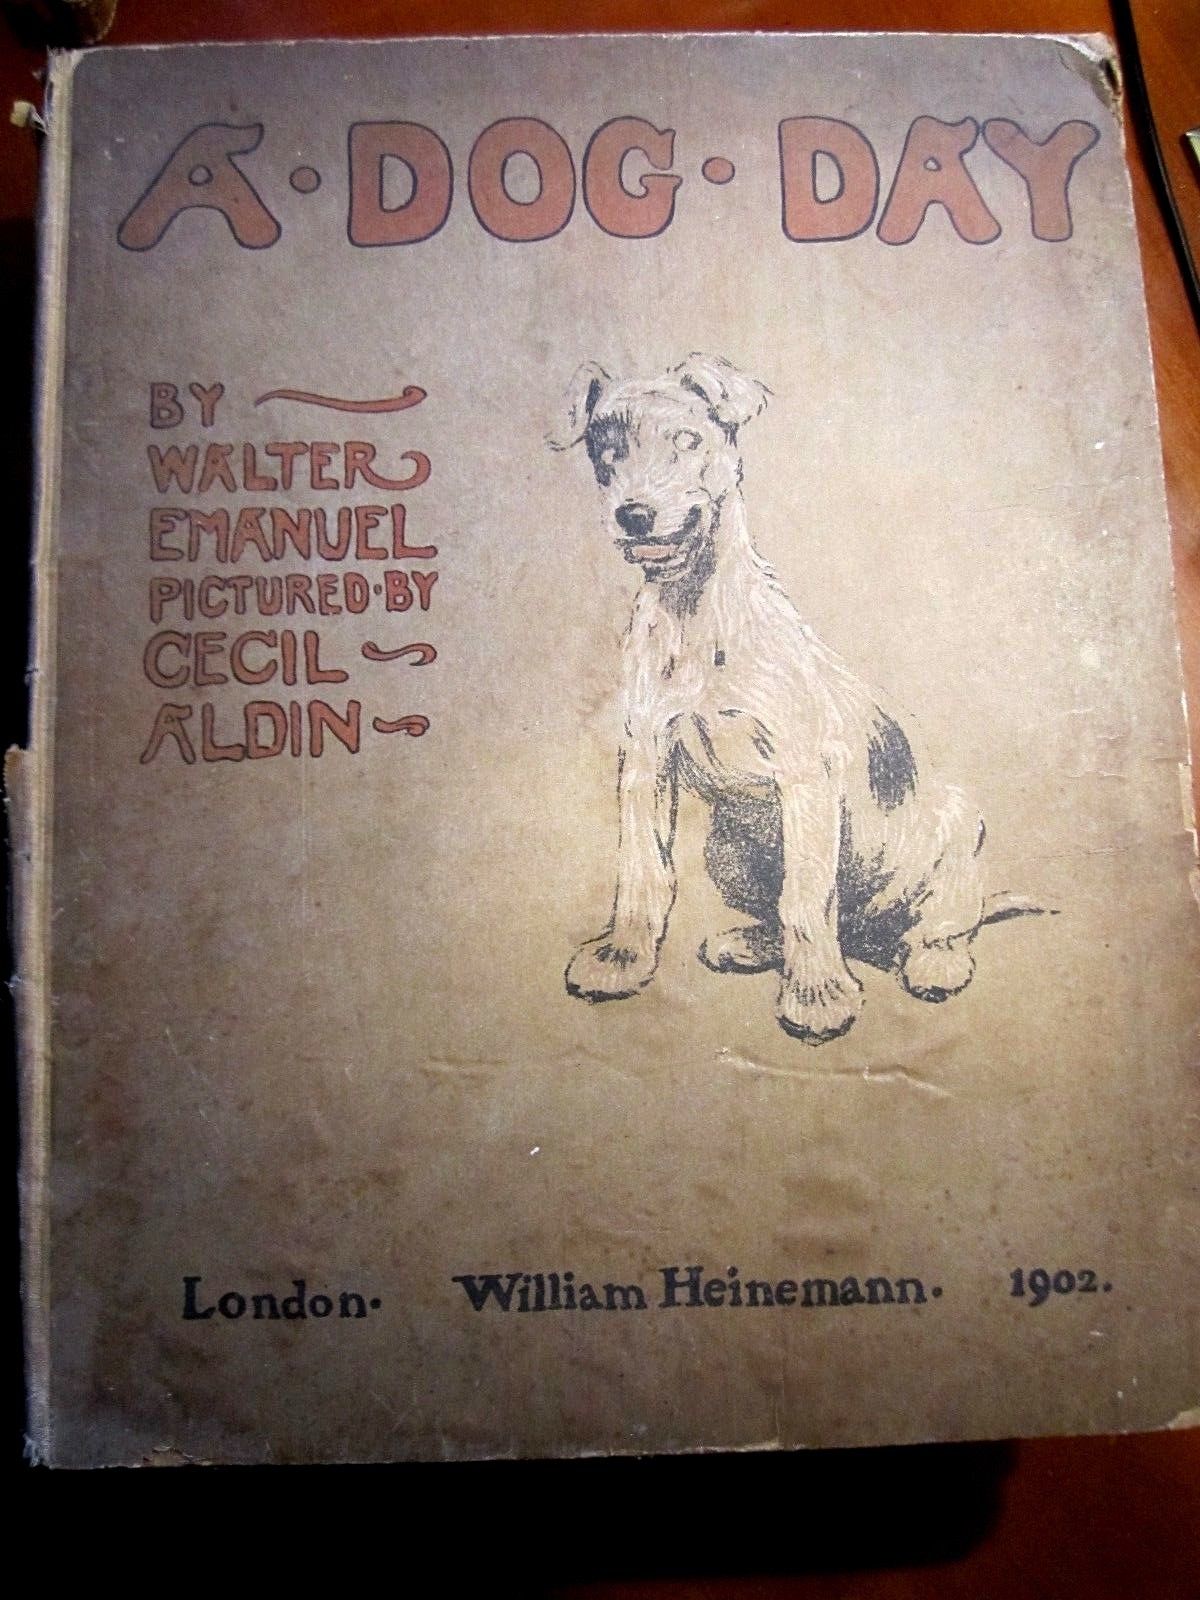 A · DOG · DAY
BY
WALTER
EMANUEL
PICTURED · BY
CECIL
ALDIN
London. William Heinemann. 1902.